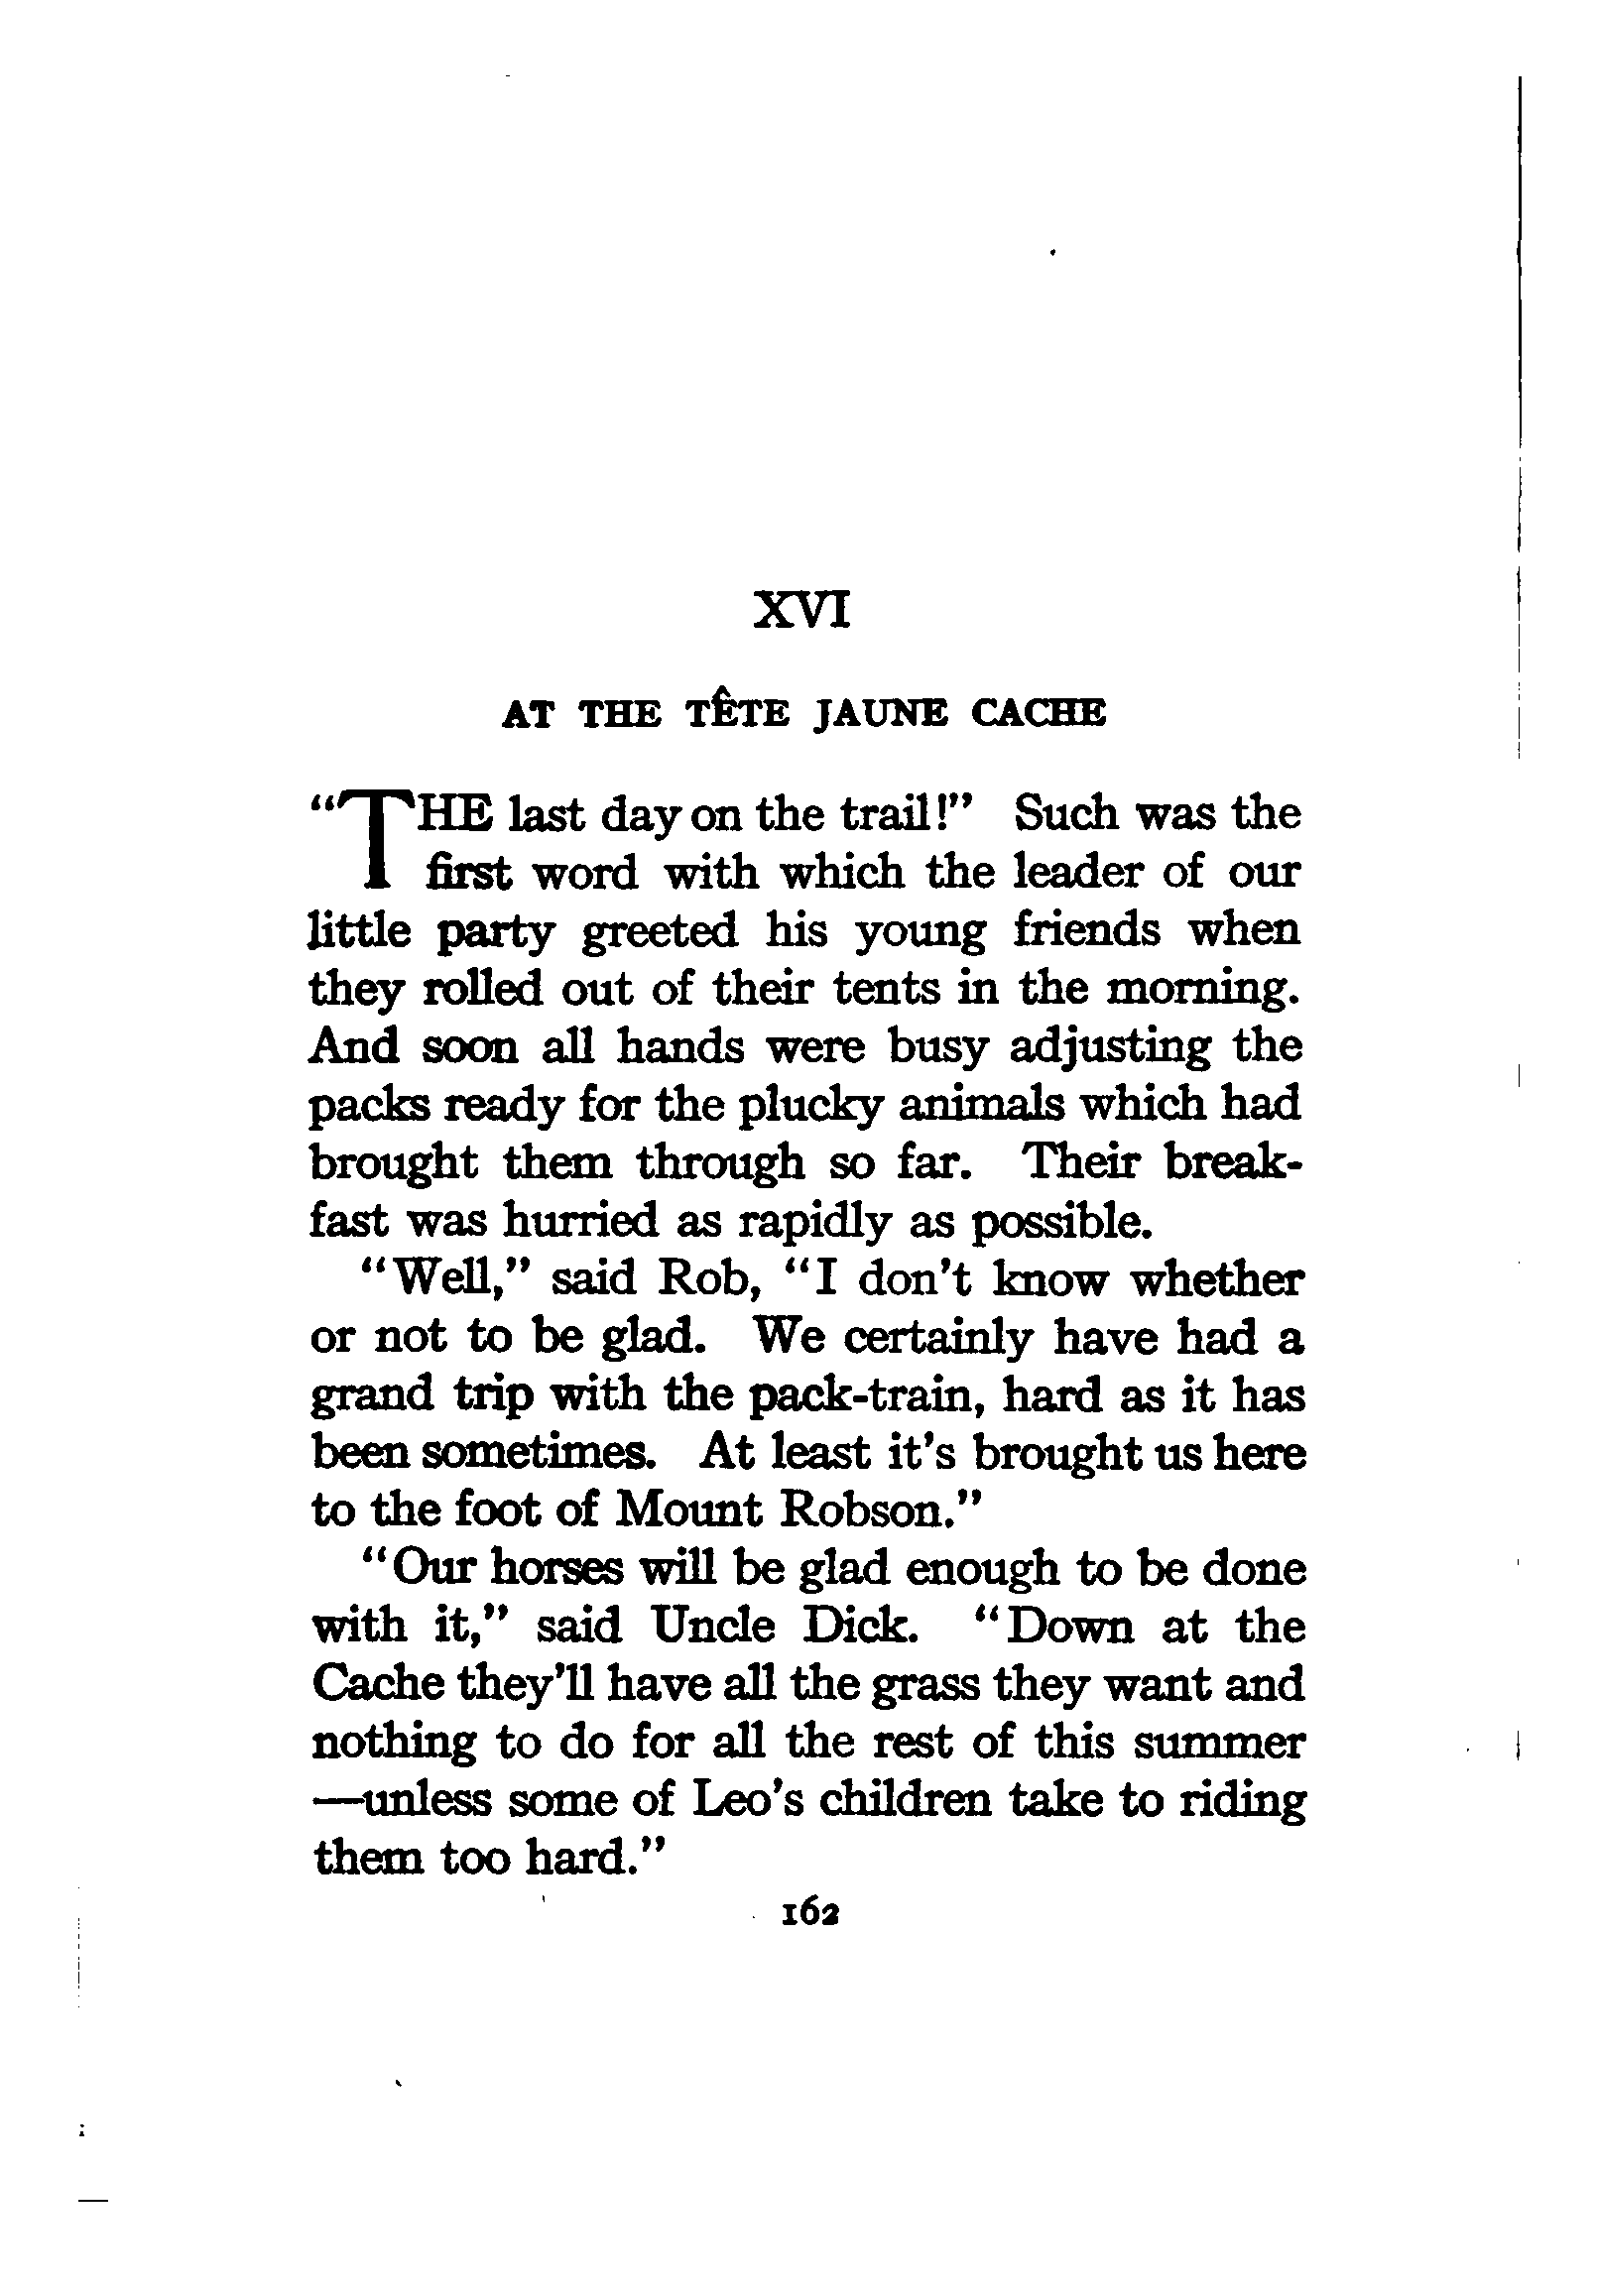 XVI
AT THE TÊTE JAUNE CACHE
"THE last day on the trail!" Such was the
first word with which the leader of our
little party greeted his young friends when
they rolled out of their tents in the morning.
And soon all hands were busy adjusting the
packs ready for the plucky animals which had
brought them through so far. Their break-
fast was hurried as rapidly as possible.
"Well," said Rob, "I don't know whether
or not to be glad. We certainly have had a
grand trip with the pack-train, hard as it has
been sometimes. At least it's brought us here
to the foot of Mount Robson."
"Our horses will be glad enough to be done
with it," said Uncle Dick. "Down at the
Cache they'll have all the grass they want and
nothing to do for all the rest of this summer
—unless some of Leo's children take to riding
them too hard."
162